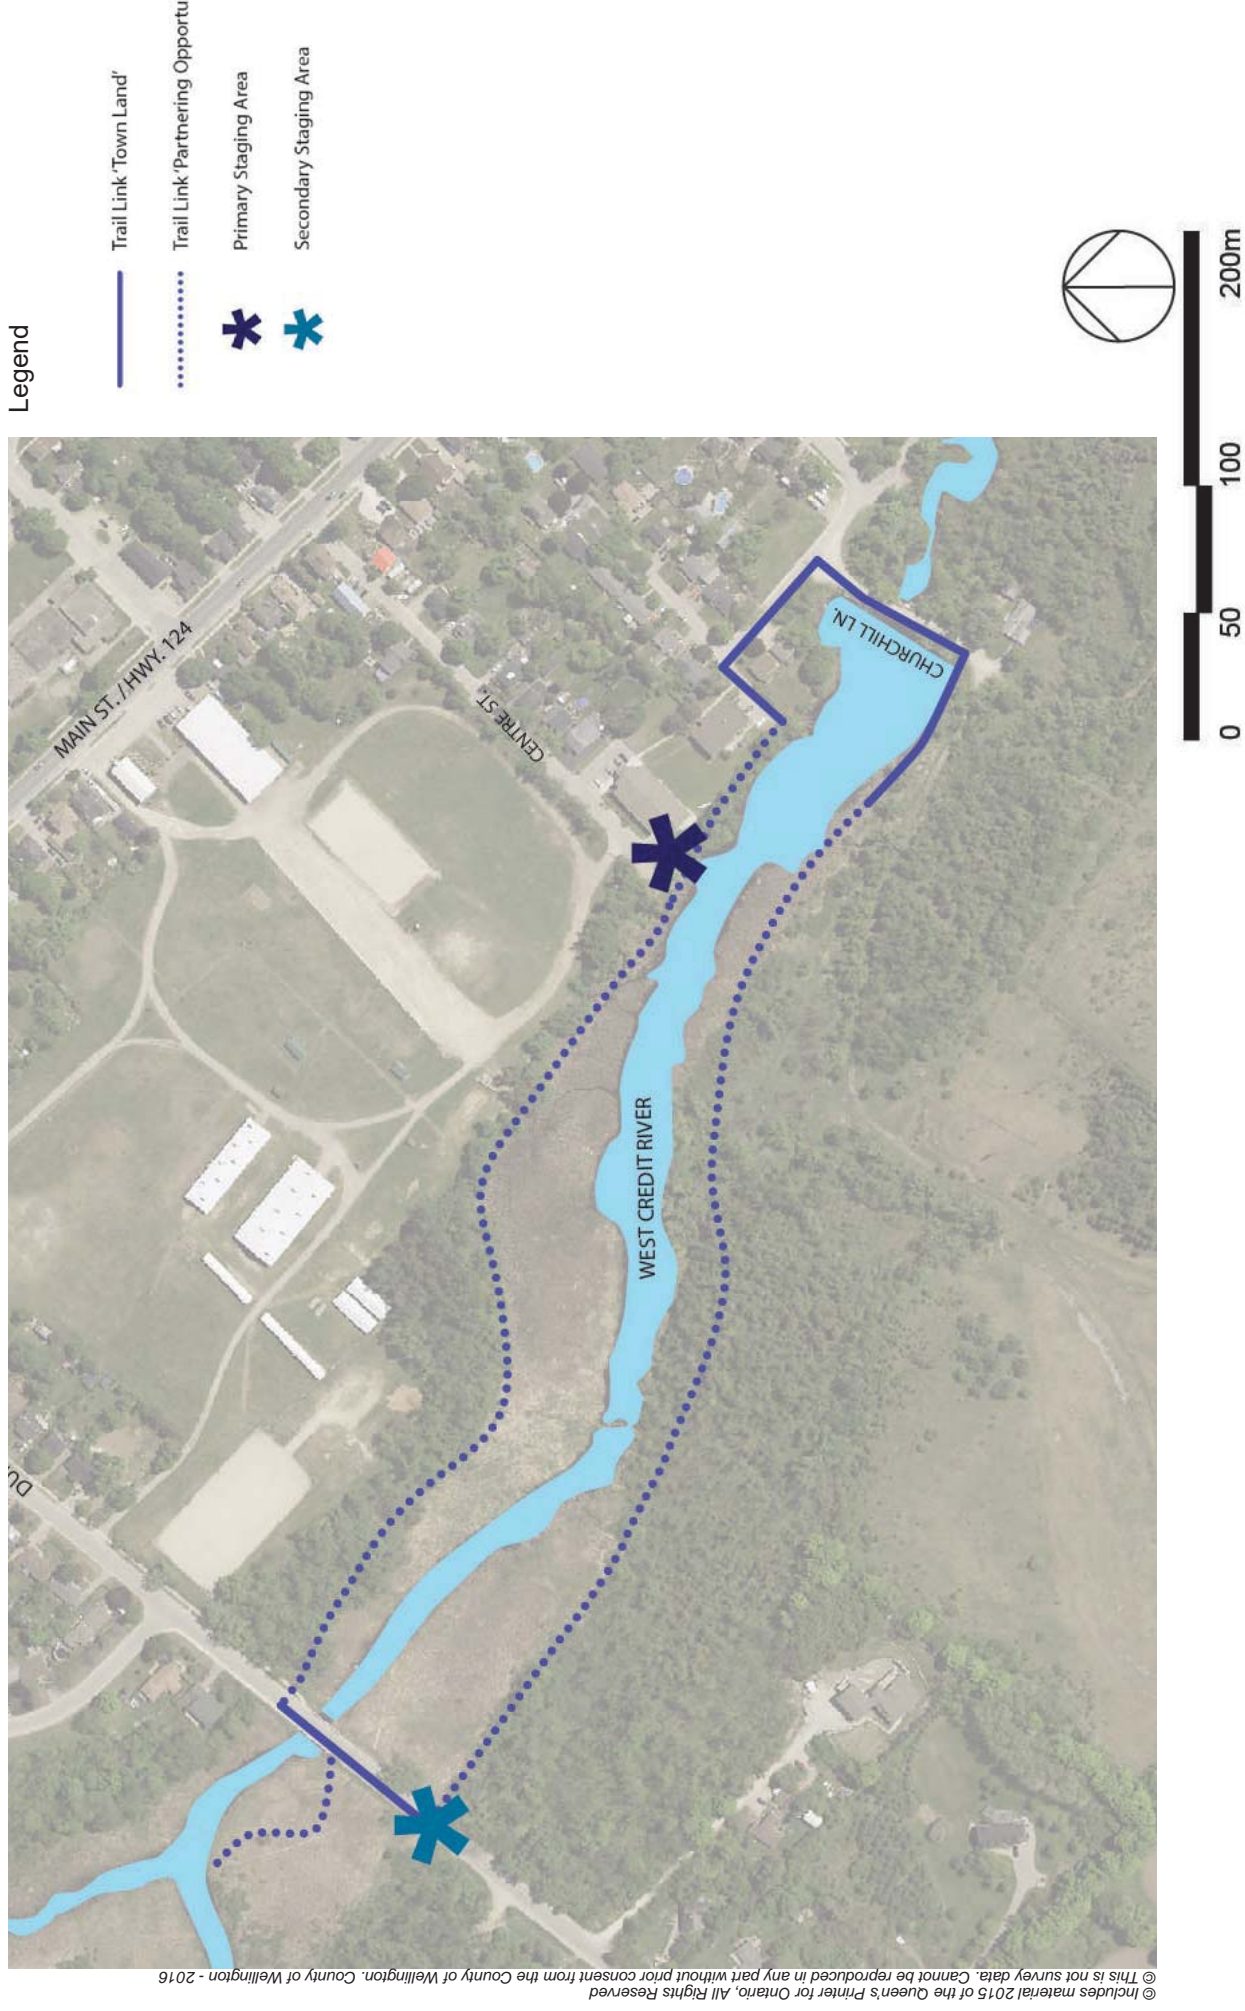 Legend
Trail Link 'Town Land'
Trail Link 'Partnering
Primary Staging Area
Secondary Staging Area
MAIN ST. / HWY. 124
CENTRE ST.
CHURCHILL LN.
WEST CREDIT RIVER
0 50 100 200m
© Includes material 2015 of the Queen's Printer for Ontario, All Rights Reserved
© This is not survey data. Cannot be reproduced in any part without prior consent from the County of Wellington. County of Wellington - 2016